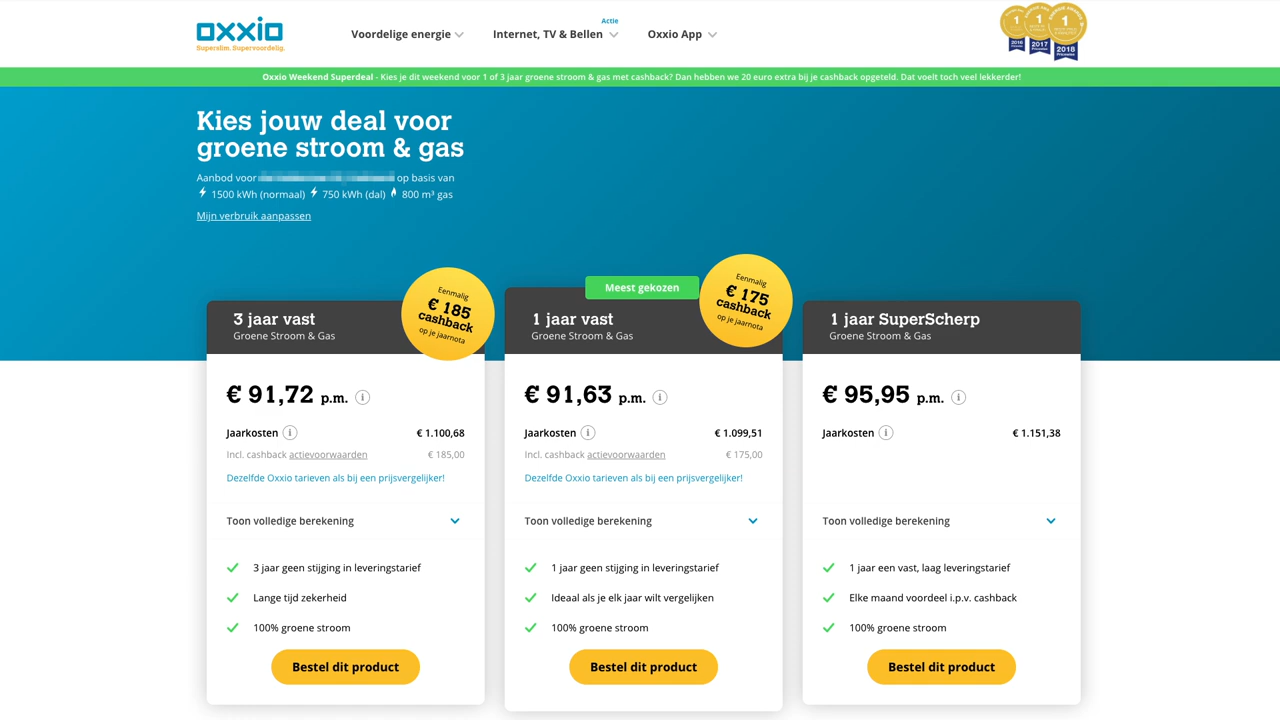 oxxio
Superslim. Supervoordelig.
Voordelige energie
Actie
Internet, TV & Bellen
Oxxio App
1 1 1
2016 2017 2018
Oxxio Weekend Superdeal - Kies je dit weekend voor 1 of 3 jaar groene stroom & gas met cashback? Dan hebben we 20 euro extra bij je cashback opgeteld. Dat voelt toch veel lekkerder!
Kies jouw deal voor
groene stroom & gas
Aanbod voor op basis van
1500 kWh (normaal) 750 kWh (dal) 800 m³ gas
Mijn verbruik aanpassen
3 jaar vast
Groene Stroom & Gas
Eenmalig
€ 185
cashback
op je jaarnota
€ 91,72 p.m. i
Jaarkosten i € 1.100,68
Incl. cashback actievoorwaarden € 185,00
Dezelfde Oxxio tarieven als bij een prijsvergelijker!
Toon volledige berekening
3 jaar geen stijging in leveringstarief
Lange tijd zekerheid
100% groene stroom
Bestel dit product
Meest gekozen
1 jaar vast
Groene Stroom & Gas
Eenmalig
€ 175
cashback
op je jaarnota
€ 91,63 p.m. i
Jaarkosten i € 1.099,51
Incl. cashback actievoorwaarden € 175,00
Dezelfde Oxxio tarieven als bij een prijsvergelijker!
Toon volledige berekening
1 jaar geen stijging in leveringstarief
Ideaal als je elk jaar wilt vergelijken
100% groene stroom
Bestel dit product
1 jaar SuperScherp
Groene Stroom & Gas
€ 95,95 p.m. i
Jaarkosten i € 1.151,38
Toon volledige berekening
1 jaar een vast, laag leveringstarief
Elke maand voordeel i.p.v. cashback
100% groene stroom
Bestel dit product